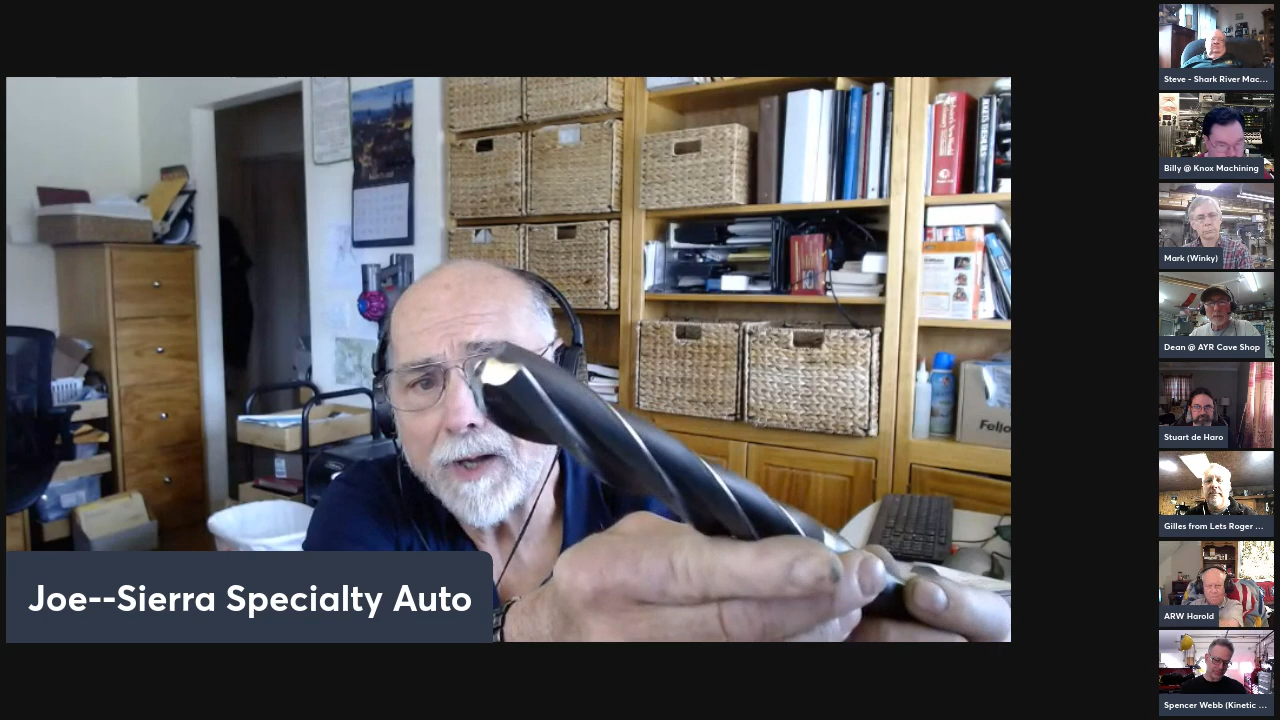 Joe--Sierra Specialty Auto
Steve - Shark River Mac...
Billy @ Knox Machining
Mark (Winky)
Dean @ AYR Cave Shop
Stuart de Haro
Gilles from Lets Roger ...
ARW Harold
Spencer Webb (Kinetic ...
Fello